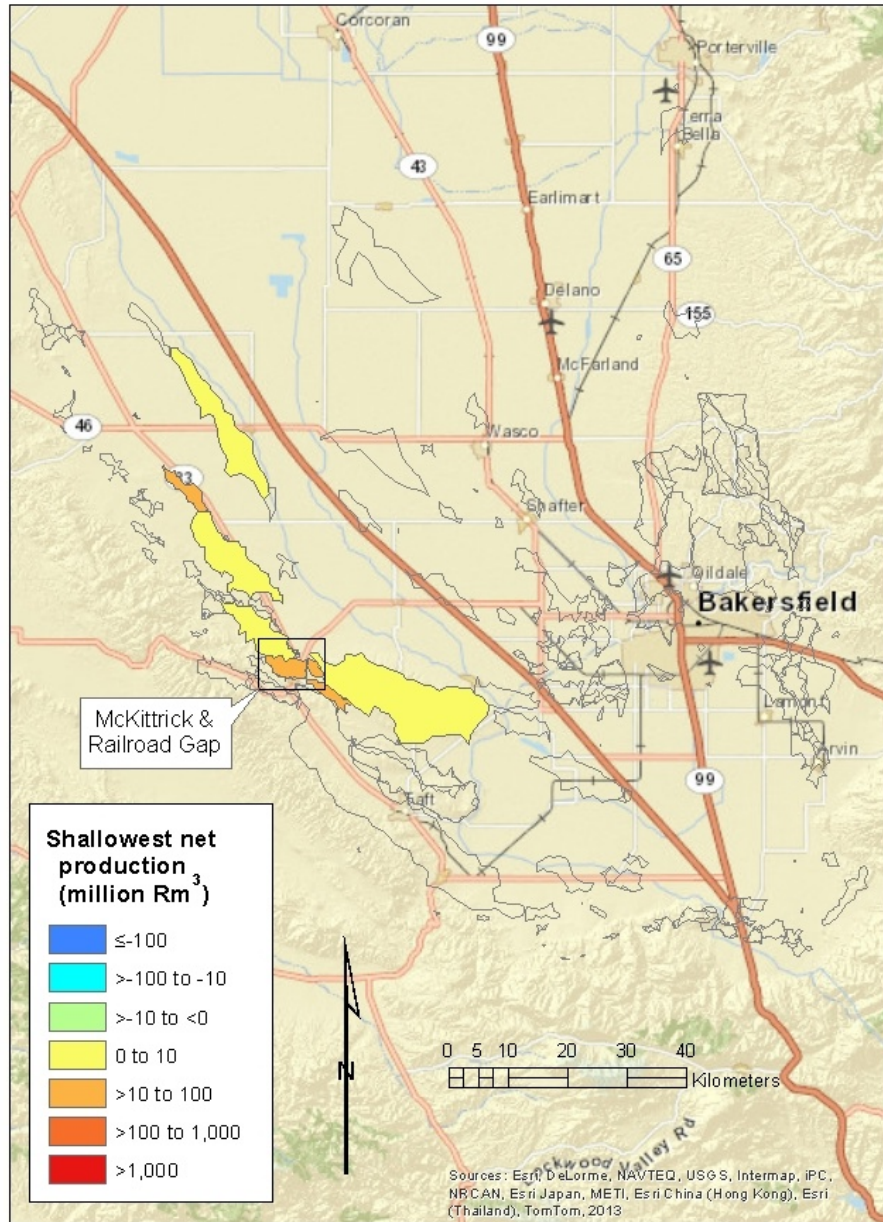 Corcoran
99
Porterville
Terra
Bella
43
Earlimart
65
Delano
155
McFarland
46
Wasco
33
Shafter
Oildale
Bakersfield
McKittrick &
Railroad Gap
Lamont
Arvin
99
Taft
Shallowest net
production
(million Rm³)
≤-100
>-100 to -10
>-10 to <0
0 to 10
>10 to 100
>100 to 1,000
>1,000
N
0 5 10 20 30 40
Kilometers
ockwood Valley Rd
Sources: Esri, DeLorme, NAVTEQ, USGS, Intermap, iPC,
NRCAN, Esri Japan, METI, Esri China (Hong Kong), Esri
(Thailand), TomTom, 2013